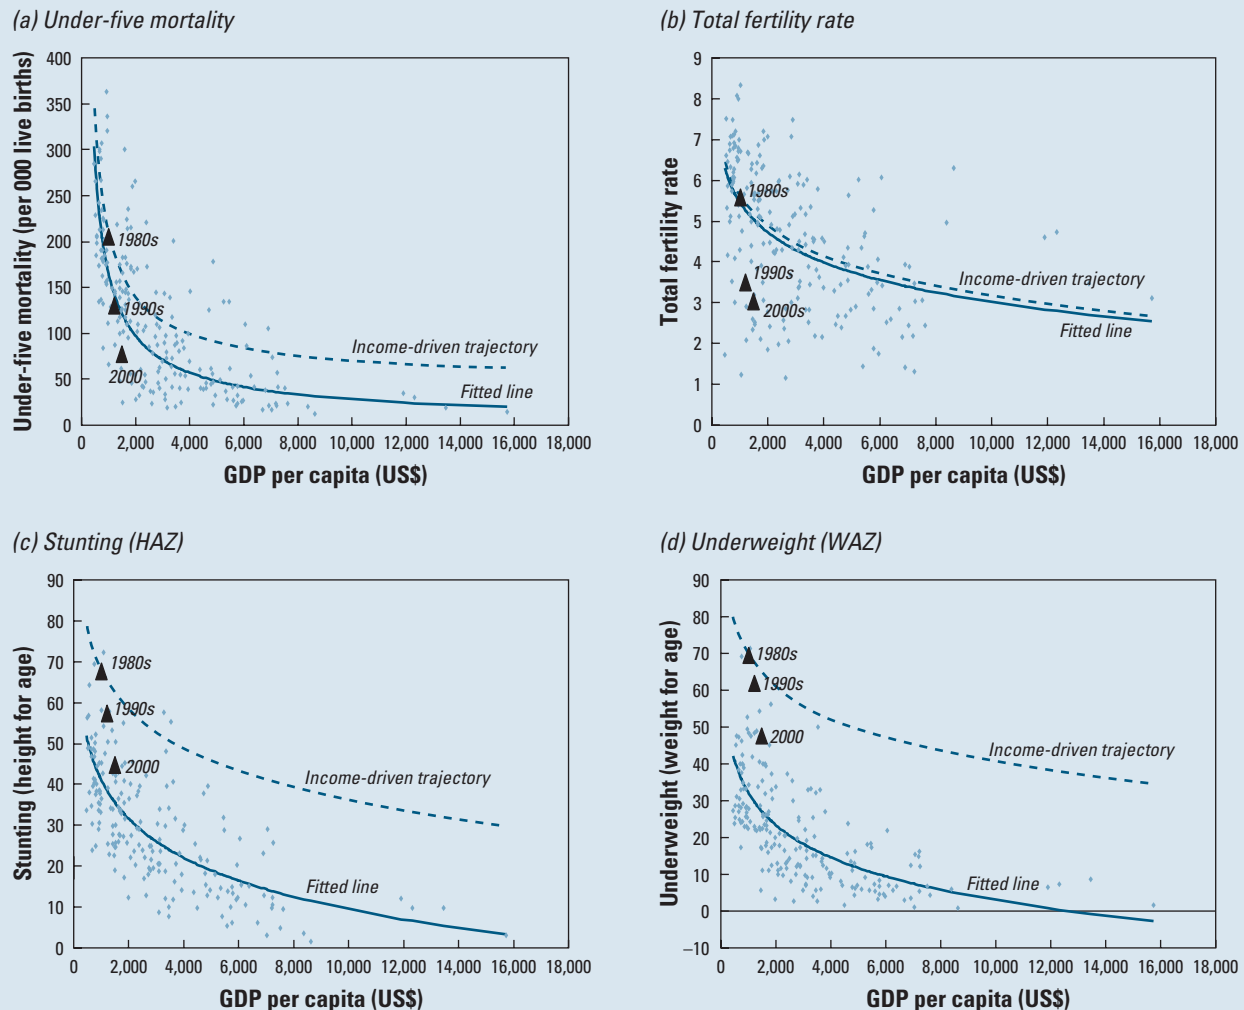 (a) Under-five mortality
Under-five mortality (per 000 live births)
400
350
300
250
200
150
100
50
0
1980s
1990s
2000
Income-driven trajectory
Fitted line
0 2,000 4,000 6,000 8,000 10,000 12,000 14,000 16,000 18,000
GDP per capita (US$)
(b) Total fertility rate
Total fertility rate
9
8
7
6
5
4
3
2
1
0
1980s
1990s
2000s
Income-driven trajectory
Fitted line
0 2,000 4,000 6,000 8,000 10,000 12,000 14,000 16,000 18,000
GDP per capita (US$)
(c) Stunting (HAZ)
Stunting (height for age)
90
80
70
60
50
40
30
20
10
0
1980s
1990s
2000
Income-driven trajectory
Fitted line
0 2,000 4,000 6,000 8,000 10,000 12,000 14,000 16,000 18,000
GDP per capita (US$)
(d) Underweight (WAZ)
Underweight (weight for age)
90
80
70
60
50
40
30
20
10
0
–10
1980s
1990s
2000
Income-driven trajectory
Fitted line
0 2,000 4,000 6,000 8,000 10,000 12,000 14,000 16,000 18,000
GDP per capita (US$)